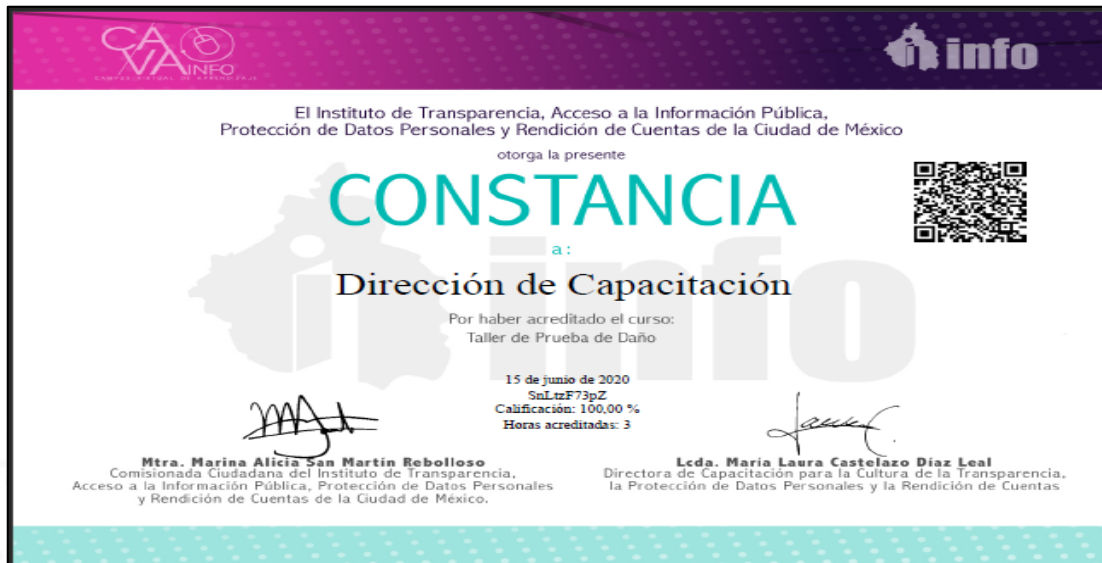 CAVA INFO
CAMPUS VIRTUAL DE APRENDIZAJE
info
El Instituto de Transparencia, Acceso a la Información Pública,
Protección de Datos Personales y Rendición de Cuentas de la Ciudad de México
otorga la presente
CONSTANCIA
a:
info
Dirección de Capacitación
Por haber acreditado el curso:
Taller de Prueba de Daño
15 de junio de 2020
SnLtzF73pZ
Calificación: 100,00 %
Horas acreditadas: 3
Mtra. Marina Alicia San Martín Rebolloso
Comisionada Ciudadana del Instituto de Transparencia,
Acceso a la Información Pública, Protección de Datos Personales
y Rendición de Cuentas de la Ciudad de México.
Lcda. María Laura Castelazo Díaz Leal
Directora de Capacitación para la Cultura de la Transparencia,
la Protección de Datos Personales y la Rendición de Cuentas